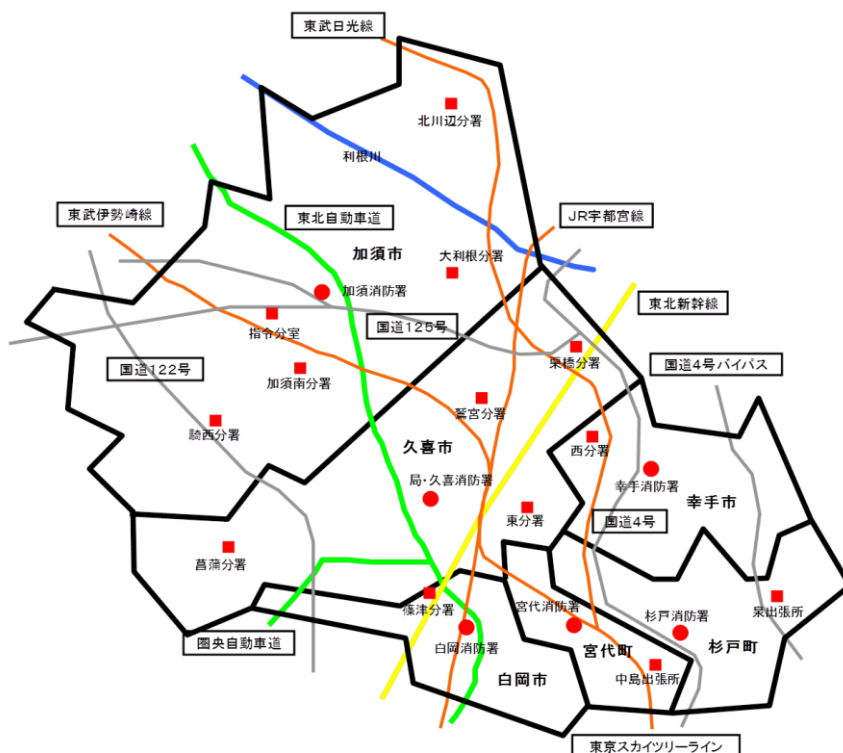 東武日光線
北川辺分署
利根川
東武伊勢崎線
東北自動車道
JR宇都宮線
加須市
大利根分署
加須消防署
東北新幹線
指令分室
国道125号
栗橋分署
国道122号
加須南分署
国道4号バイパス
鷲宮分署
騎西分署
久喜市
西分署
局・久喜消防署
幸手消防署
幸手市
東分署
国道4号
菖蒲分署
篠津分署
宮代消防署
杉戸消防署
泉出張所
圏央自動車道
白岡消防署
宮代町
杉戸町
白岡市
中島出張所
東京スカイツリーライン